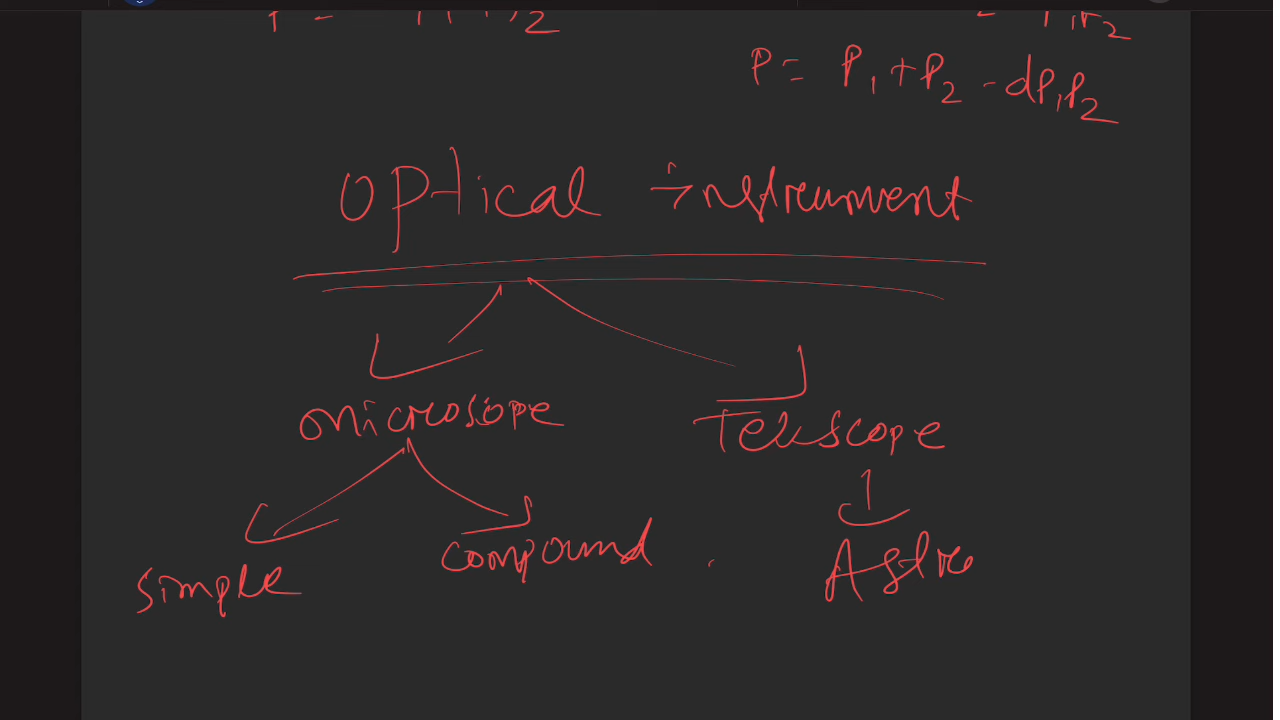 P = P₁ + P₂ - dP₁P₂
Optical instrument
microsope
Telescope
simple
compound
Astro